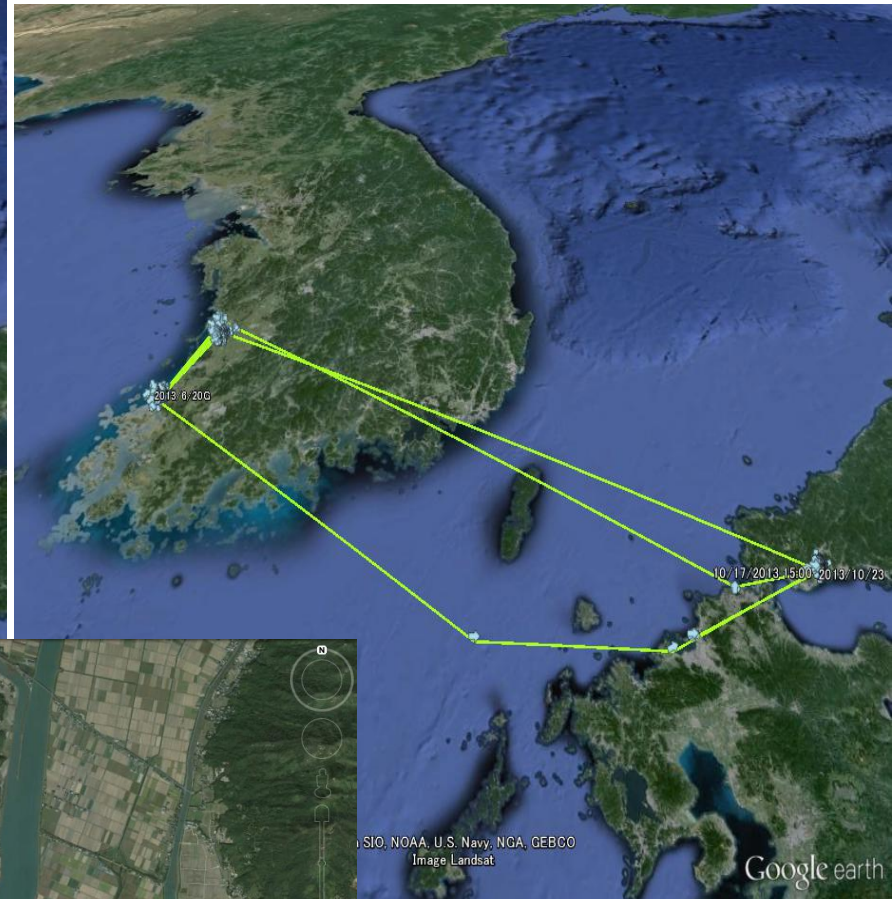 2013 6/20G
10/17/2013 15:00
2013/10/23
N
SIO, NOAA, U.S. Navy, NGA, GEBCO
Image Landsat
Google earth